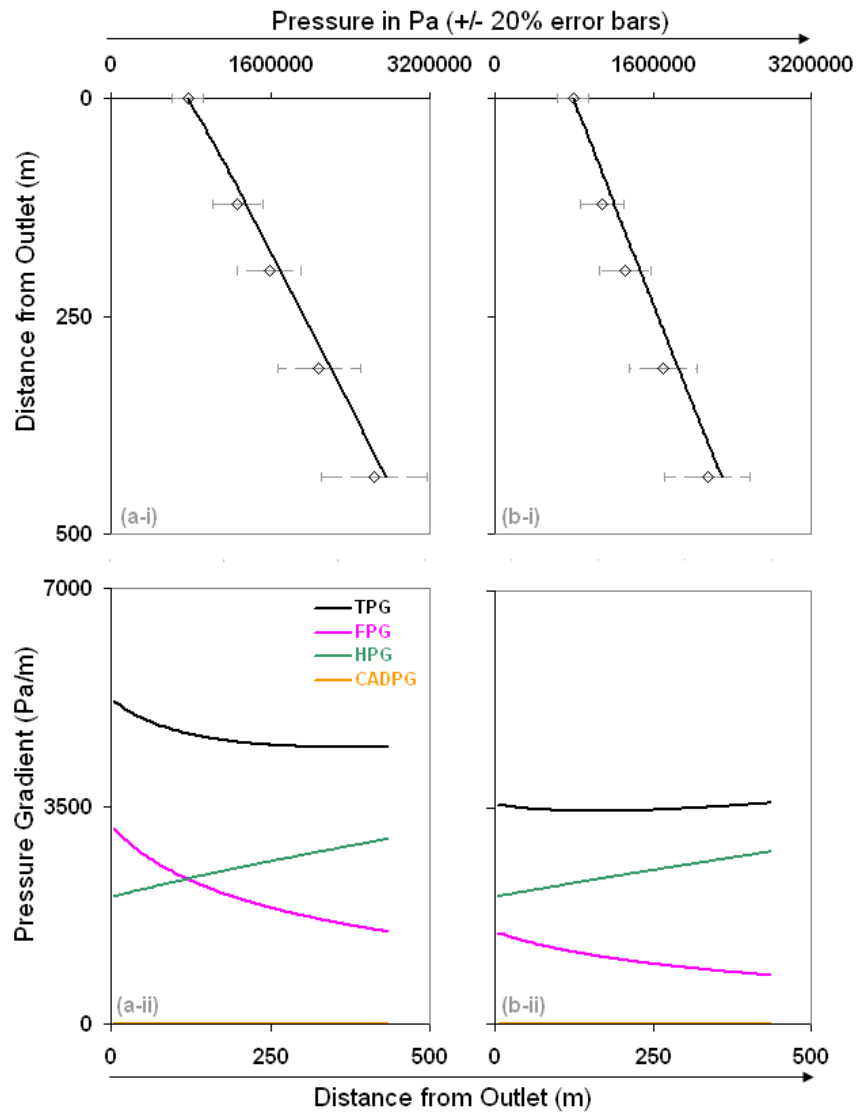 Pressure in Pa (+/- 20% error bars)
0 1600000 3200000 0 1600000 3200000
0
250
500
Distance from Outlet (m)
(a-i) (b-i)
7000
3500
0
Pressure Gradient (Pa/m)
TPG
FPG
HPG
CADPG
(a-ii) (b-ii)
0 250 500 0 250 500
Distance from Outlet (m)